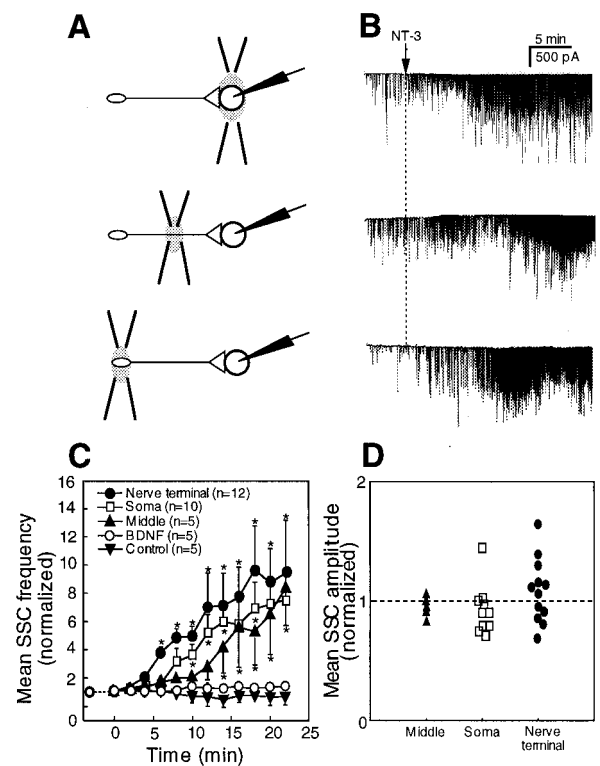 A
B
NT-3
5 min
500 pA
C
Mean SSC frequency
(normalized)
16
14
12
10
8
6
4
2
1
0
Nerve terminal (n=12)
Soma (n=10)
Middle (n=5)
BDNF (n=5)
Control (n=5)
* * * * * * * * * * * * * * * *
0 5 10 15 20 25
Time (min)
D
Mean SSC amplitude
(normalized)
2
1
0
Middle
Soma
Nerve
terminal